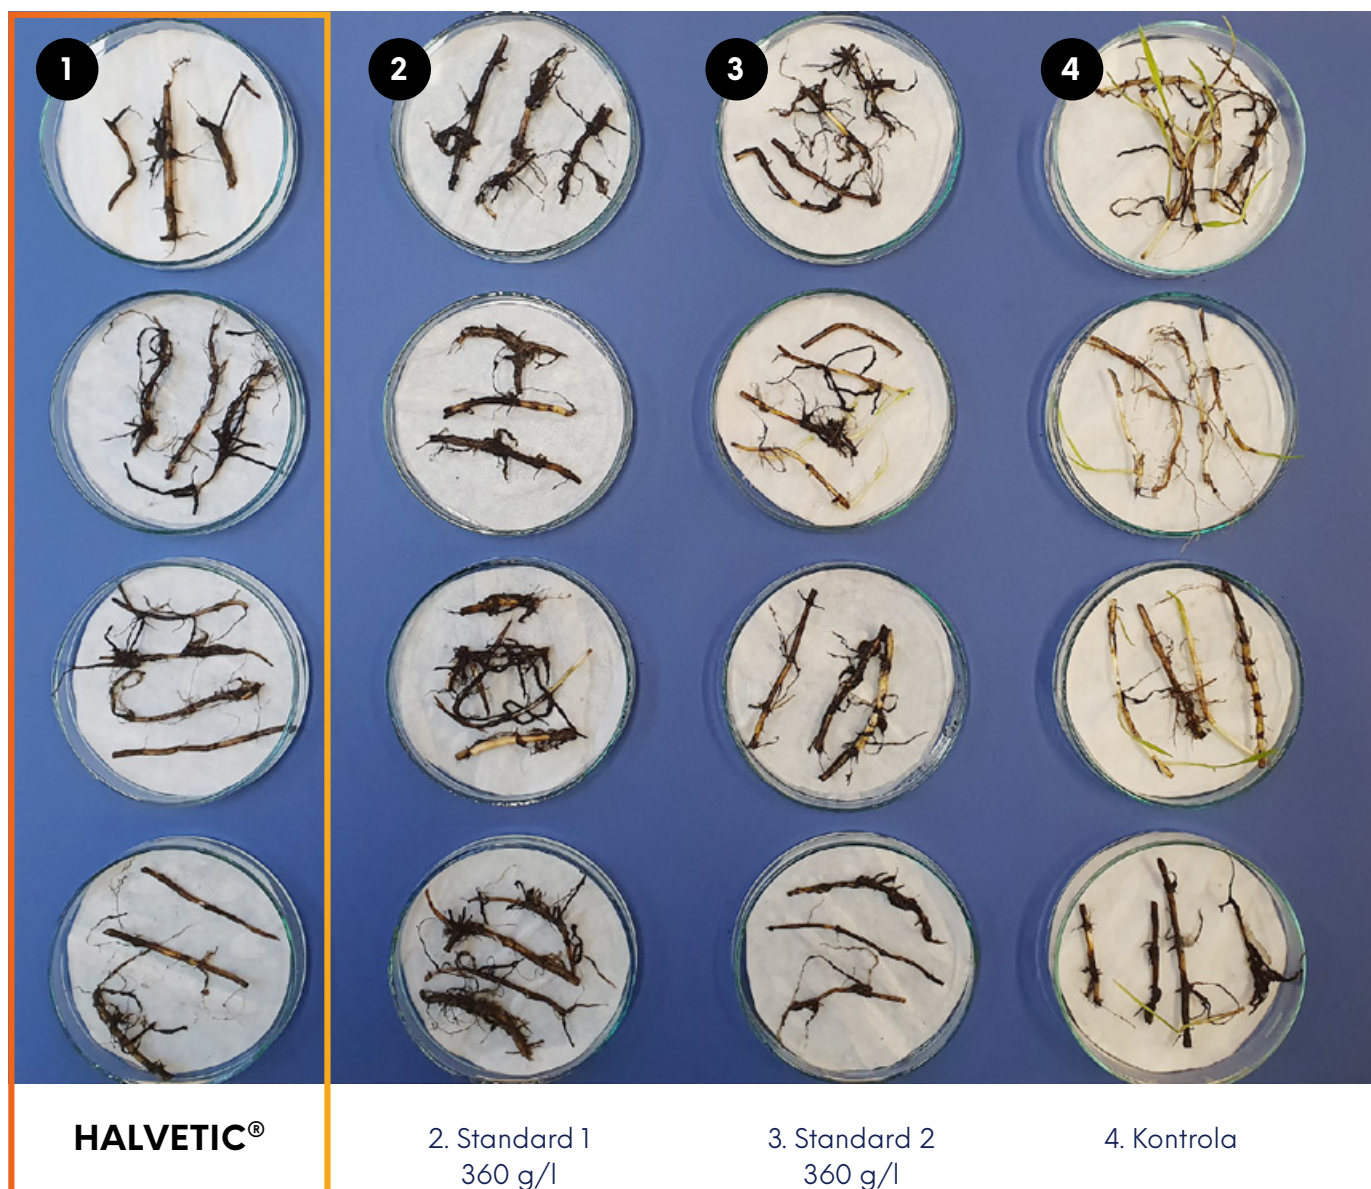 1
2
3
4
HALVETIC®
2. Standard 1
360 g/l
3. Standard 2
360 g/l
4. Kontrola